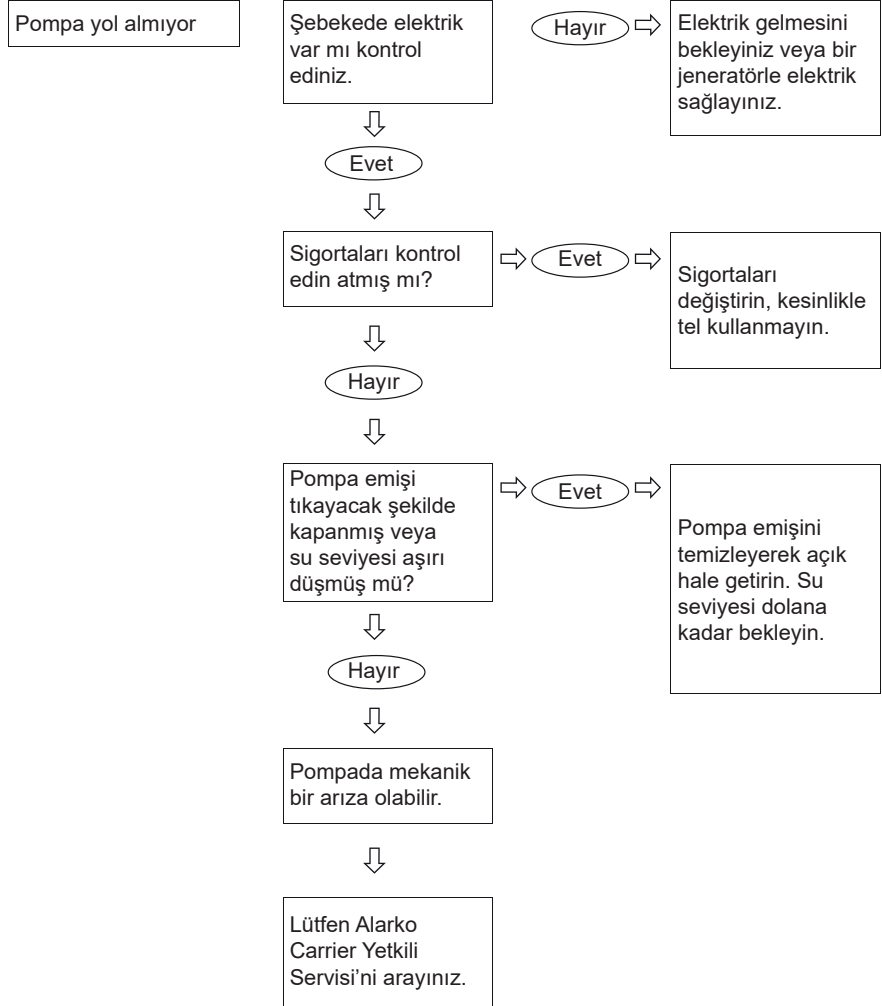 Pompa yol almıyor
Şebekede elektrik
var mı kontrol
ediniz.
Hayır
Elektrik gelmesini
bekleyiniz veya bir
jeneratörle elektrik
sağlayınız.
Evet
Sigortaları kontrol
edin atmış mı?
Evet
Sigortaları
değiştirin, kesinlikle
tel kullanmayın.
Hayır
Pompa emişi
tıkayacak şekilde
kapanmış veya
su seviyesi aşırı
düşmüş mü?
Evet
Pompa emişini
temizleyerek açık
hale getirin. Su
seviyesi dolana
kadar bekleyin.
Hayır
Pompada mekanik
bir arıza olabilir.
Lütfen Alarko
Carrier Yetkili
Servisi’ni arayınız.